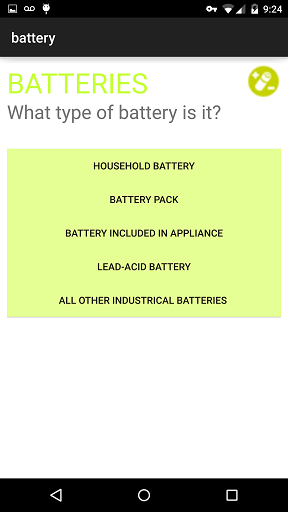 9:24
battery
BATTERIES
What type of battery is it?
HOUSEHOLD BATTERY
BATTERY PACK
BATTERY INCLUDED IN APPLIANCE
LEAD-ACID BATTERY
ALL OTHER INDUSTRICAL BATTERIES